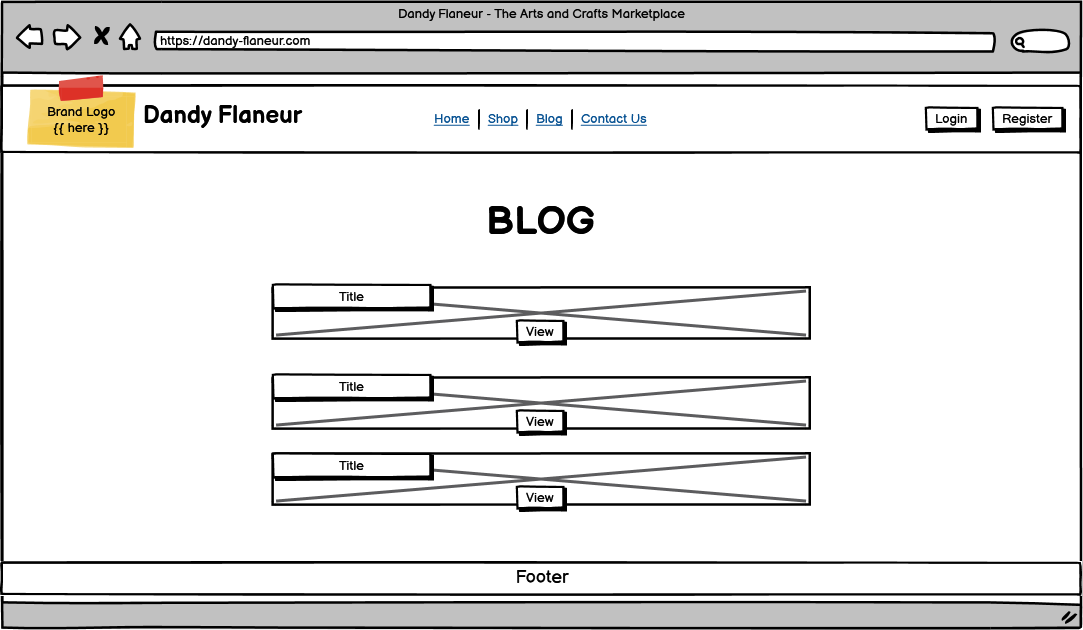 Dandy Flaneur - The Arts and Crafts Marketplace
https://dandy-flaneur.com
Brand Logo
{{ here }}
Dandy Flaneur
Home | Shop | Blog | Contact Us
Login
Register
BLOG
Title
View
Title
View
Title
View
Footer